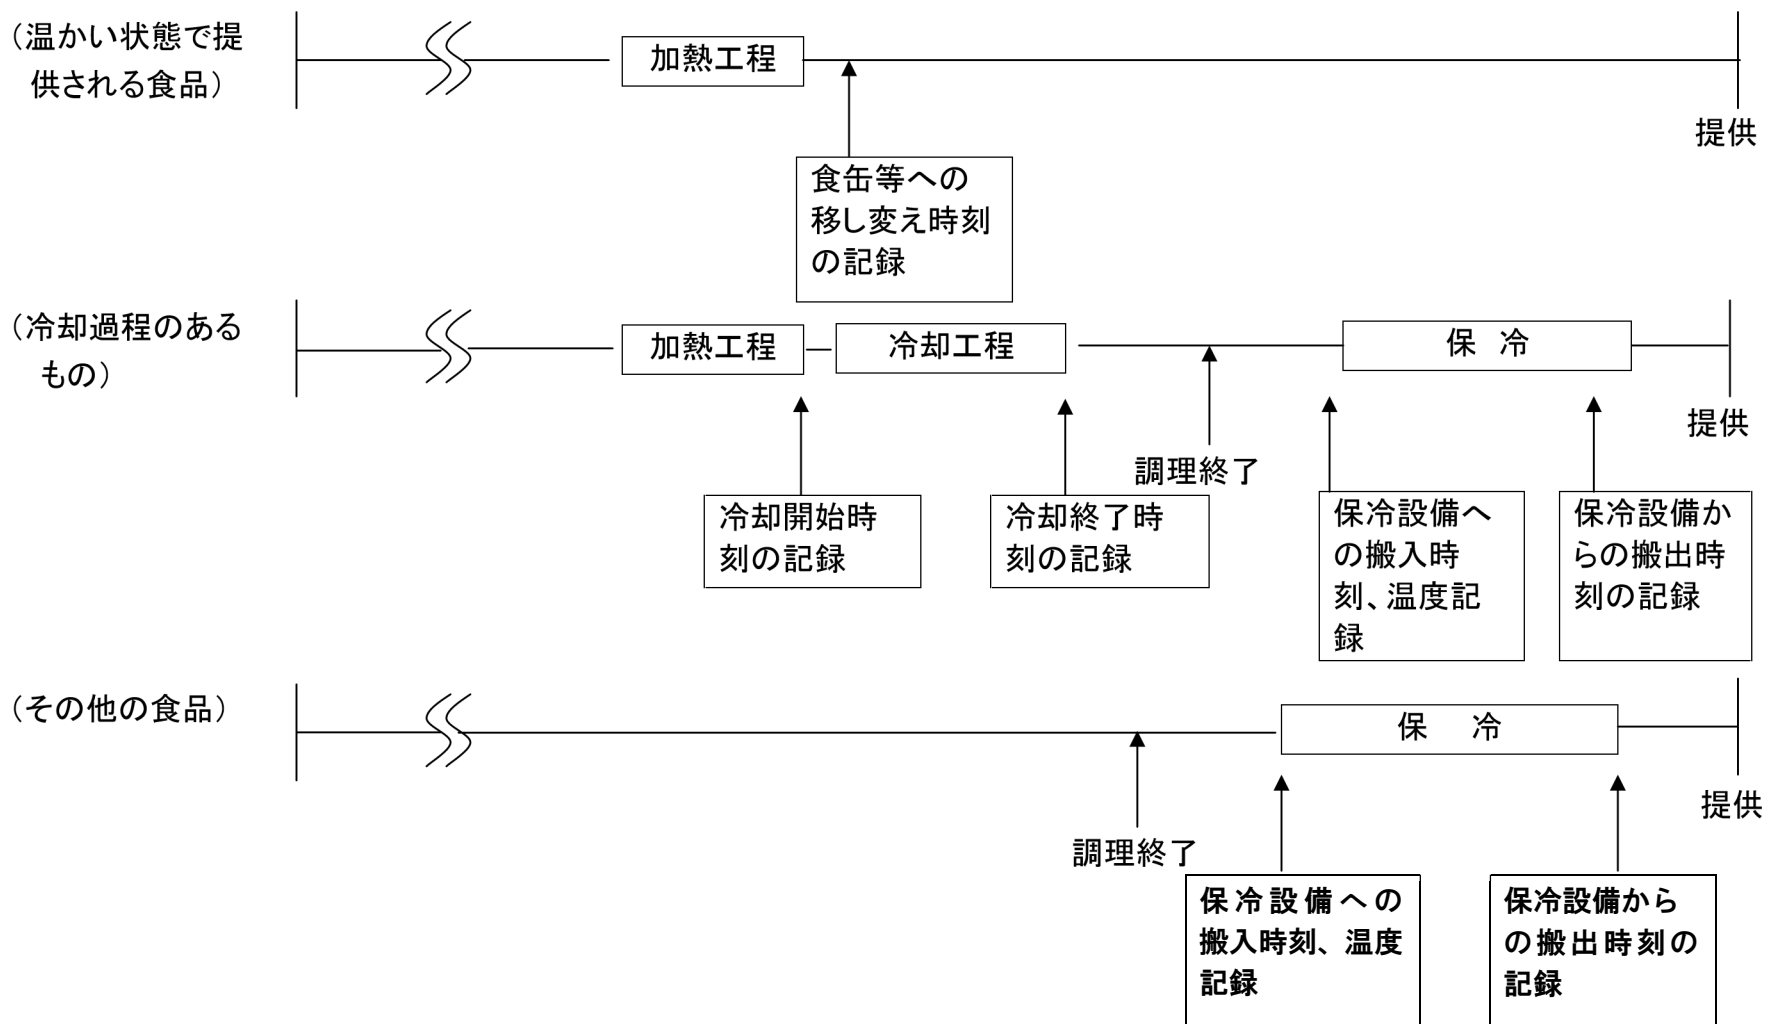 （温かい状態で提
供される食品）
加熱工程
提供
食缶等への
移し変え時刻
の記録
（冷却過程のある
もの）
加熱工程
冷却工程
保 冷
提供
調理終了
冷却開始時
刻の記録
冷却終了時
刻の記録
保冷設備へ
の搬入時
刻、温度記
録
保冷設備か
らの搬出時
刻の記録
（その他の食品）
保 冷
提供
調理終了
保冷設備への
搬入時刻、温度
記録
保冷設備から
の搬出時刻の
記録